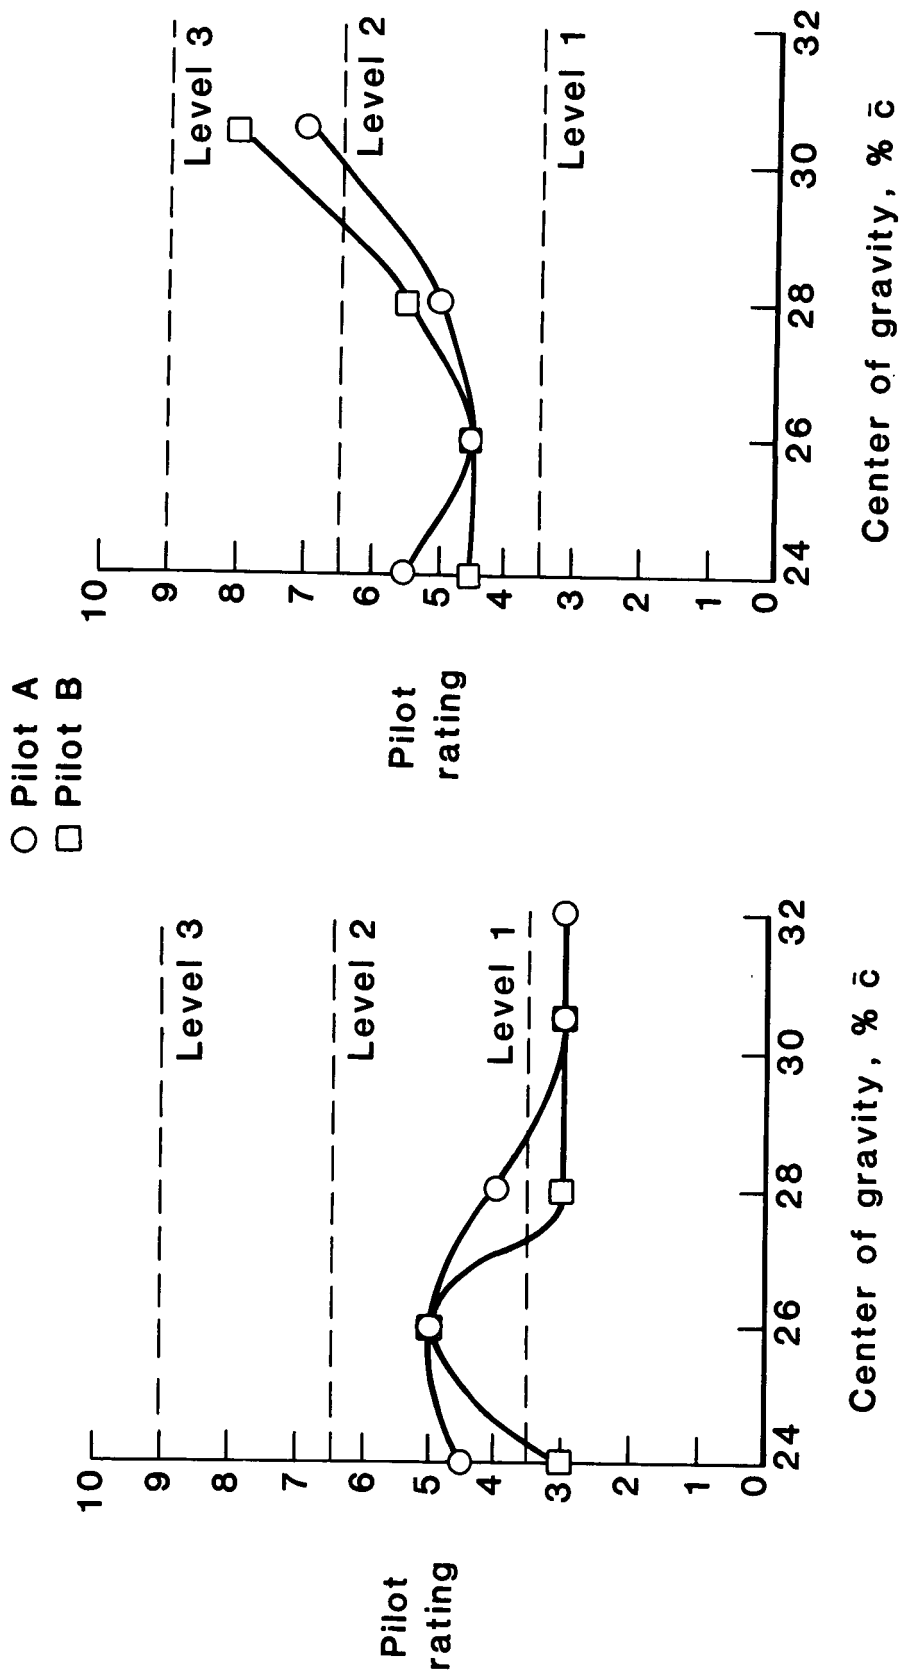 ○ Pilot A
□ Pilot B
10
9
8
7
6
5
4
3
2
1
0
Pilot
rating
Level 3
Level 2
Level 1
24
26
28
30
32
Center of gravity, % c̄
10
9
8
7
6
5
4
3
2
1
0
Pilot
rating
Level 3
Level 2
Level 1
24
26
28
30
32
Center of gravity, % c̄